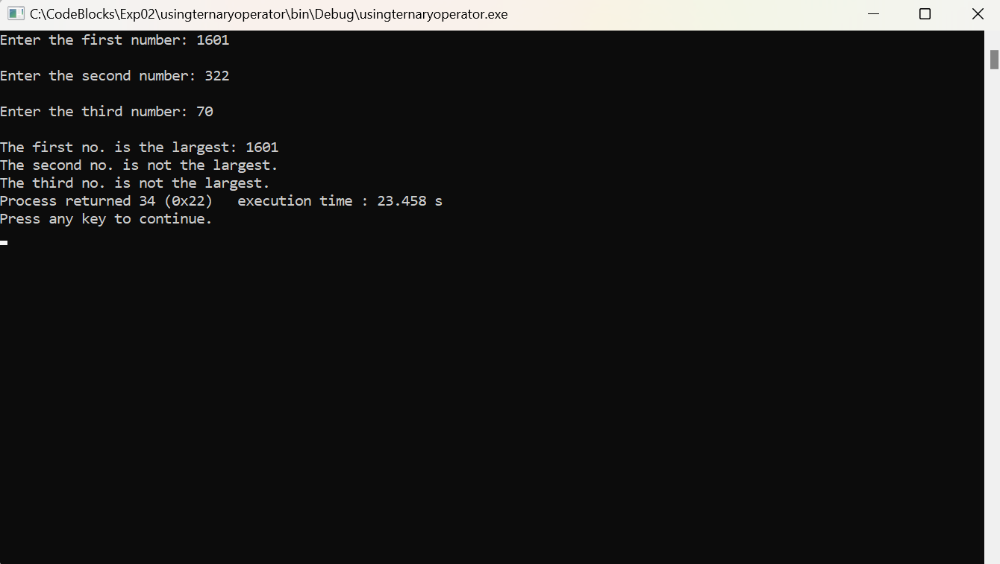 C:\CodeBlocks\Exp02\usingternaryoperator\bin\Debug\usingternaryoperator.exe
Enter the first number: 1601
Enter the second number: 322
Enter the third number: 70
The first no. is the largest: 1601
The second no. is not the largest.
The third no. is not the largest.
Process returned 34 (0x22)   execution time : 23.458 s
Press any key to continue.